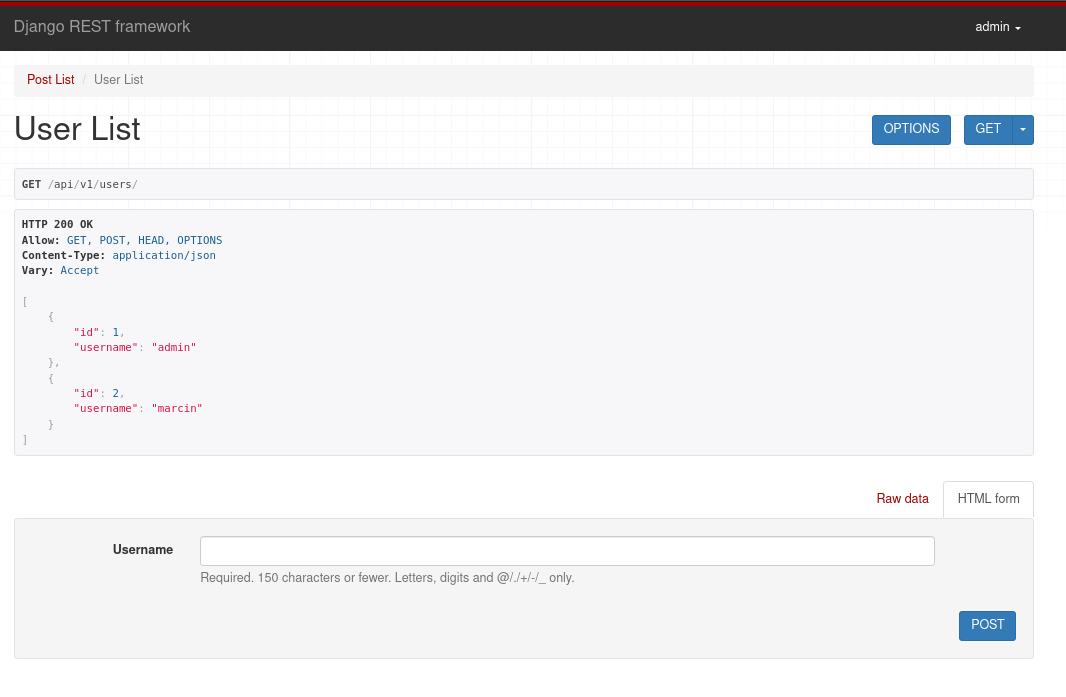 Django REST framework
admin
Post List / User List
User List
OPTIONS
GET
GET /api/v1/users/
HTTP 200 OK
Allow: GET, POST, HEAD, OPTIONS
Content-Type: application/json
Vary: Accept
[
    {
        "id": 1,
        "username": "admin"
    },
    {
        "id": 2,
        "username": "marcin"
    }
]
Raw data
HTML form
Username
Required. 150 characters or fewer. Letters, digits and @/./+/-/_ only.
POST